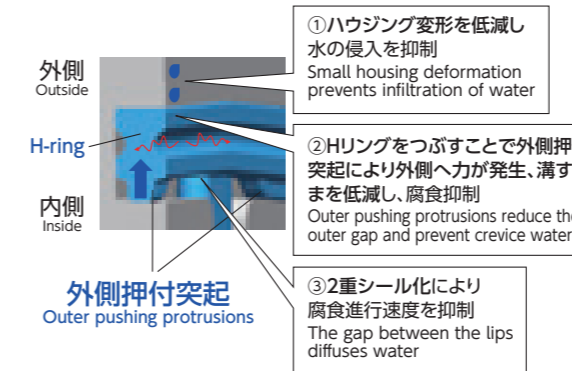 ①ハウジング変形を低減し
水の侵入を抑制
Small housing deformation
prevents infiltration of water
外側
Outside
H-ring
内側
Inside
②Hリングをつぶすことで外側押
突起により外側へ力が発生、溝す
まを低減し、腐食抑制
Outer pushing protrusions reduce the
outer gap and prevent crevice water
外側押付突起
Outer pushing protrusions
③2重シール化により
腐食進行速度を抑制
The gap between the lips
diffuses water